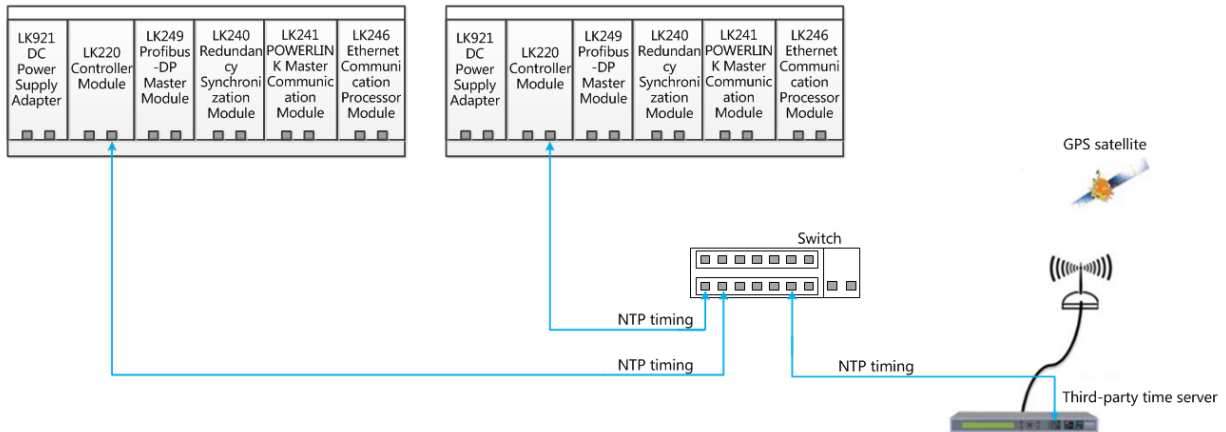 LK921
DC
Power
Supply
Adapter
LK220
Controller
Module
LK249
Profibus
-DP
Master
Module
LK240
Redundan
cy
Synchroni
zation
Module
LK241
POWERLIN
K Master
Communic
ation
Module
LK246
Ethernet
Communi
cation
Processor
Module
LK921
DC
Power
Supply
Adapter
LK220
Controller
Module
LK249
Profibus
-DP
Master
Module
LK240
Redundan
cy
Synchroni
zation
Module
LK241
POWERLIN
K Master
Communic
ation
Module
LK246
Ethernet
Communi
cation
Processor
Module
GPS satellite
Switch
NTP timing
NTP timing
NTP timing
Third-party time server